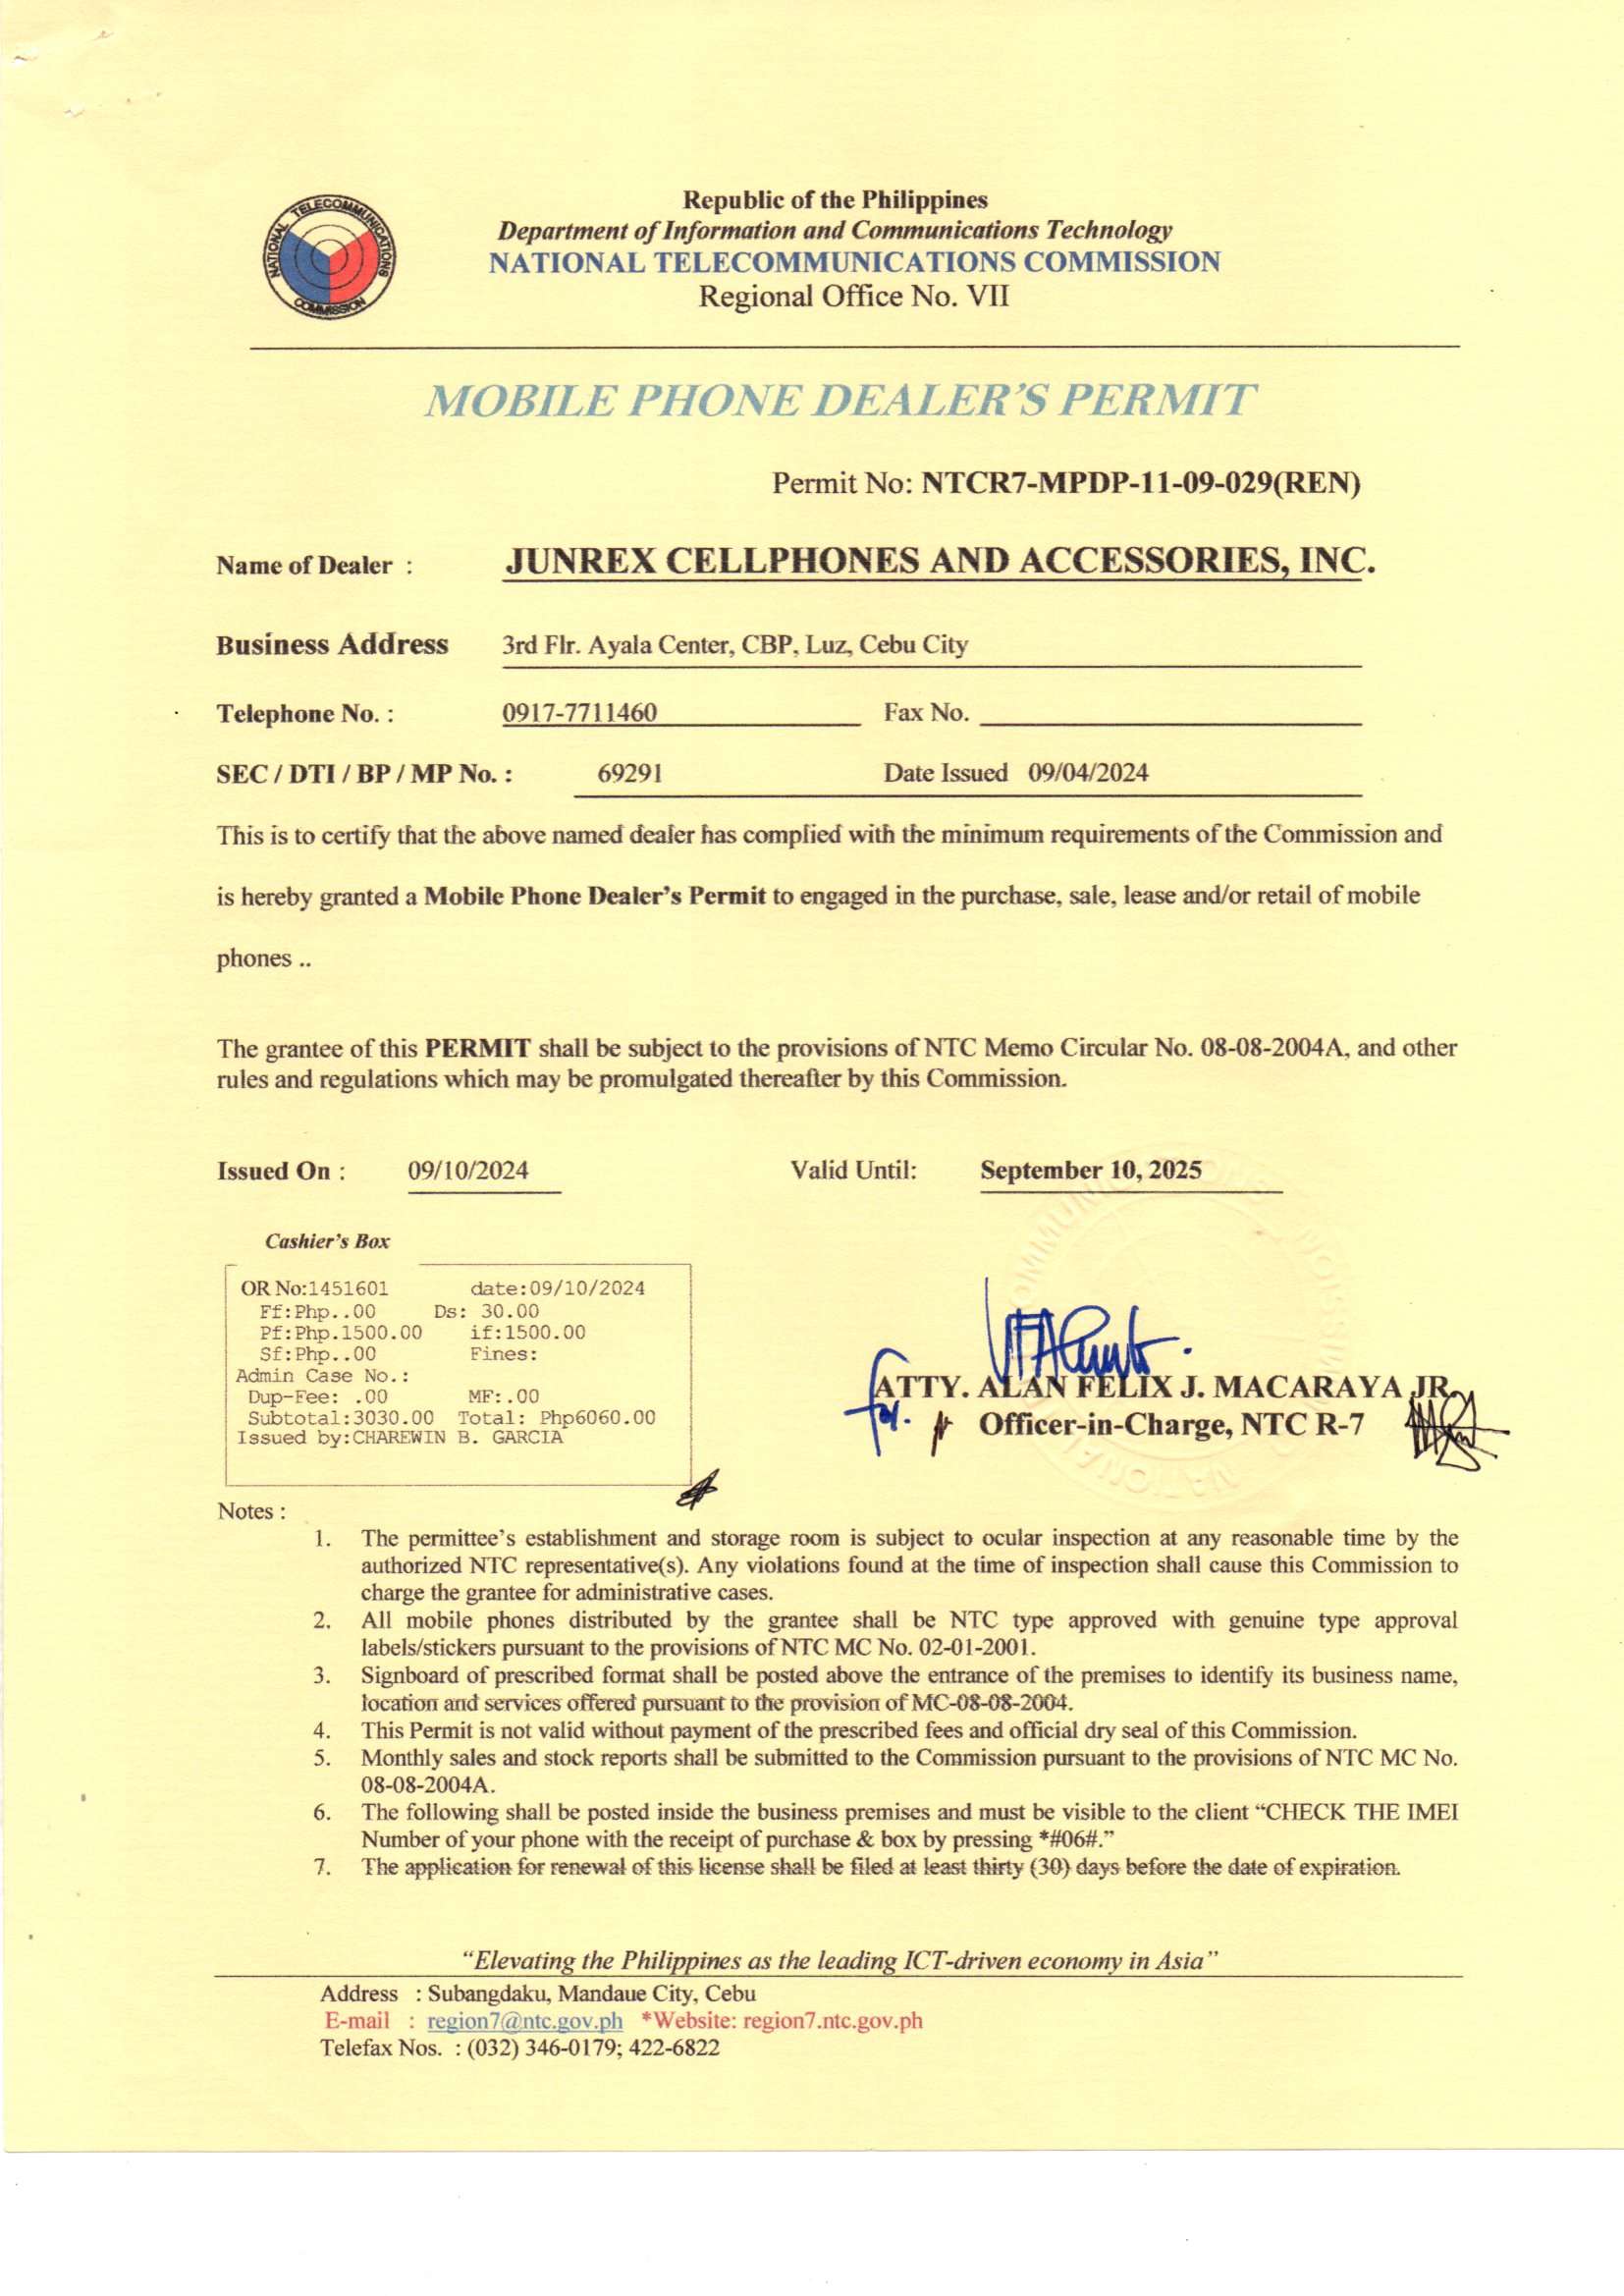 NATIONAL TELECOMMUNICATIONS COMMISSION
Republic of the Philippines
Department of Information and Communications Technology
NATIONAL TELECOMMUNICATIONS COMMISSION
Regional Office No. VII
MOBILE PHONE DEALER'S PERMIT
Permit No: NTCR7-MPDP-11-09-029(REN)
Name of Dealer : JUNREX CELLPHONES AND ACCESSORIES, INC.
Business Address 3rd Flr. Ayala Center, CBP, Luz, Cebu City
Telephone No. : 0917-7711460 Fax No.
SEC / DTI / BP / MP No. : 69291 Date Issued 09/04/2024
This is to certify that the above named dealer has complied with the minimum requirements of the Commission and
is hereby granted a Mobile Phone Dealer's Permit to engaged in the purchase, sale, lease and/or retail of mobile
phones ..
The grantee of this PERMIT shall be subject to the provisions of NTC Memo Circular No. 08-08-2004A, and other
rules and regulations which may be promulgated thereafter by this Commission.
Issued On : 09/10/2024 Valid Until: September 10, 2025
Cashier's Box
OR No:1451601 date:09/10/2024
Ff:Php..00 Ds: 30.00
Pf:Php.1500.00 if:1500.00
Sf:Php..00 Fines:
Admin Case No.:
Dup-Fee: .00 MF:.00
Subtotal:3030.00 Total: Php6060.00
Issued by:CHAREWIN B. GARCIA
ATTY. ALAN FELIX J. MACARAYA JR.
for.
Officer-in-Charge, NTC R-7
Notes :
1. The permittee's establishment and storage room is subject to ocular inspection at any reasonable time by the
authorized NTC representative(s). Any violations found at the time of inspection shall cause this Commission to
charge the grantee for administrative cases.
2. All mobile phones distributed by the grantee shall be NTC type approved with genuine type approval
labels/stickers pursuant to the provisions of NTC MC No. 02-01-2001.
3. Signboard of prescribed format shall be posted above the entrance of the premises to identify its business name,
location and services offered pursuant to the provision of MC-08-08-2004.
4. This Permit is not valid without payment of the prescribed fees and official dry seal of this Commission.
5. Monthly sales and stock reports shall be submitted to the Commission pursuant to the provisions of NTC MC No.
08-08-2004A.
6. The following shall be posted inside the business premises and must be visible to the client “CHECK THE IMEI
Number of your phone with the receipt of purchase & box by pressing *#06#.”
7. The application for renewal of this license shall be filed at least thirty (30) days before the date of expiration.
“Elevating the Philippines as the leading ICT-driven economy in Asia”
Address : Subangdaku, Mandaue City, Cebu
E-mail : region7@ntc.gov.ph *Website: region7.ntc.gov.ph
Telefax Nos. : (032) 346-0179; 422-6822